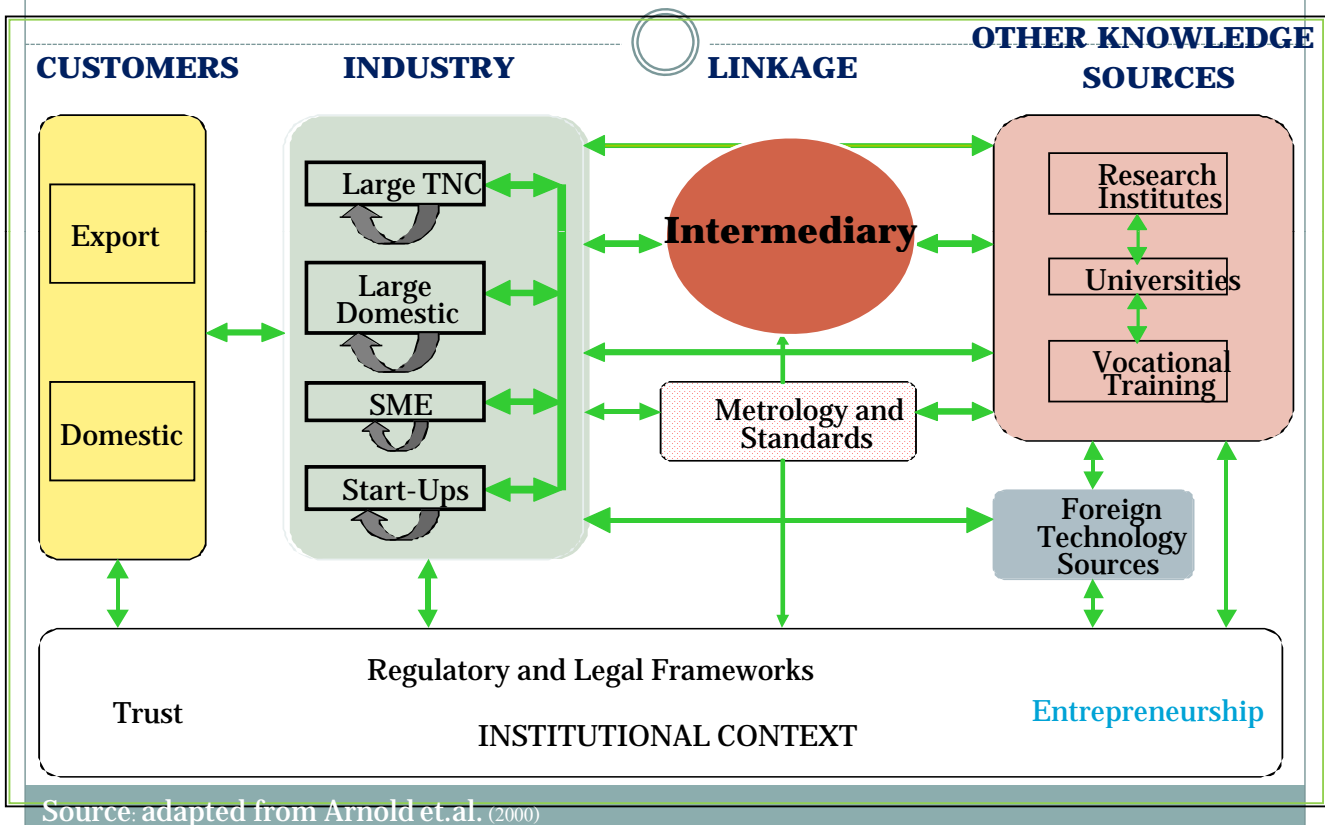 CUSTOMERS
INDUSTRY
LINKAGE
OTHER KNOWLEDGE
SOURCES
Export
Domestic
Large TNC
Large
Domestic
SME
Start-Ups
Intermediary
Metrology and
Standards
Research
Institutes
Universities
Vocational
Training
Foreign
Technology
Sources
Regulatory and Legal Frameworks
Trust
Entrepreneurship
INSTITUTIONAL CONTEXT
Source: adapted from Arnold et.al. (2000)